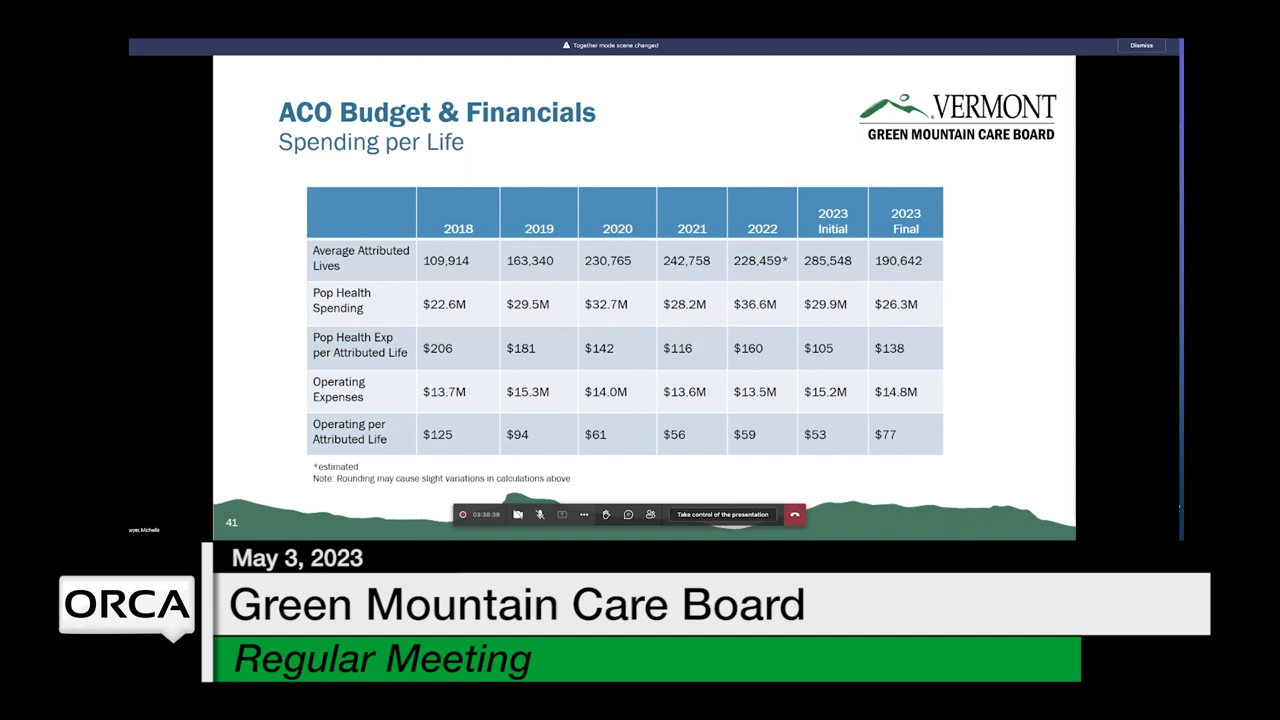 Together mode scene changed
Dismiss
ACO Budget & Financials
Spending per Life
VERMONT
GREEN MOUNTAIN CARE BOARD
2018 2019 2020 2021 2022 2023 Initial 2023 Final
Average Attributed Lives 109,914 163,340 230,765 242,758 228,459* 285,548 190,642
Pop Health Spending $22.6M $29.5M $32.7M $28.2M $36.6M $29.9M $26.3M
Pop Health Exp per Attributed Life $206 $181 $142 $116 $160 $105 $138
Operating Expenses $13.7M $15.3M $14.0M $13.6M $13.5M $15.2M $14.8M
Operating per Attributed Life $125 $94 $61 $56 $59 $53 $77
*estimated
Note: Rounding may cause slight variations in calculations above
03:38:39
Take control of the presentation
41
wyer, Michelle
May 3, 2023
ORCA
Green Mountain Care Board
Regular Meeting